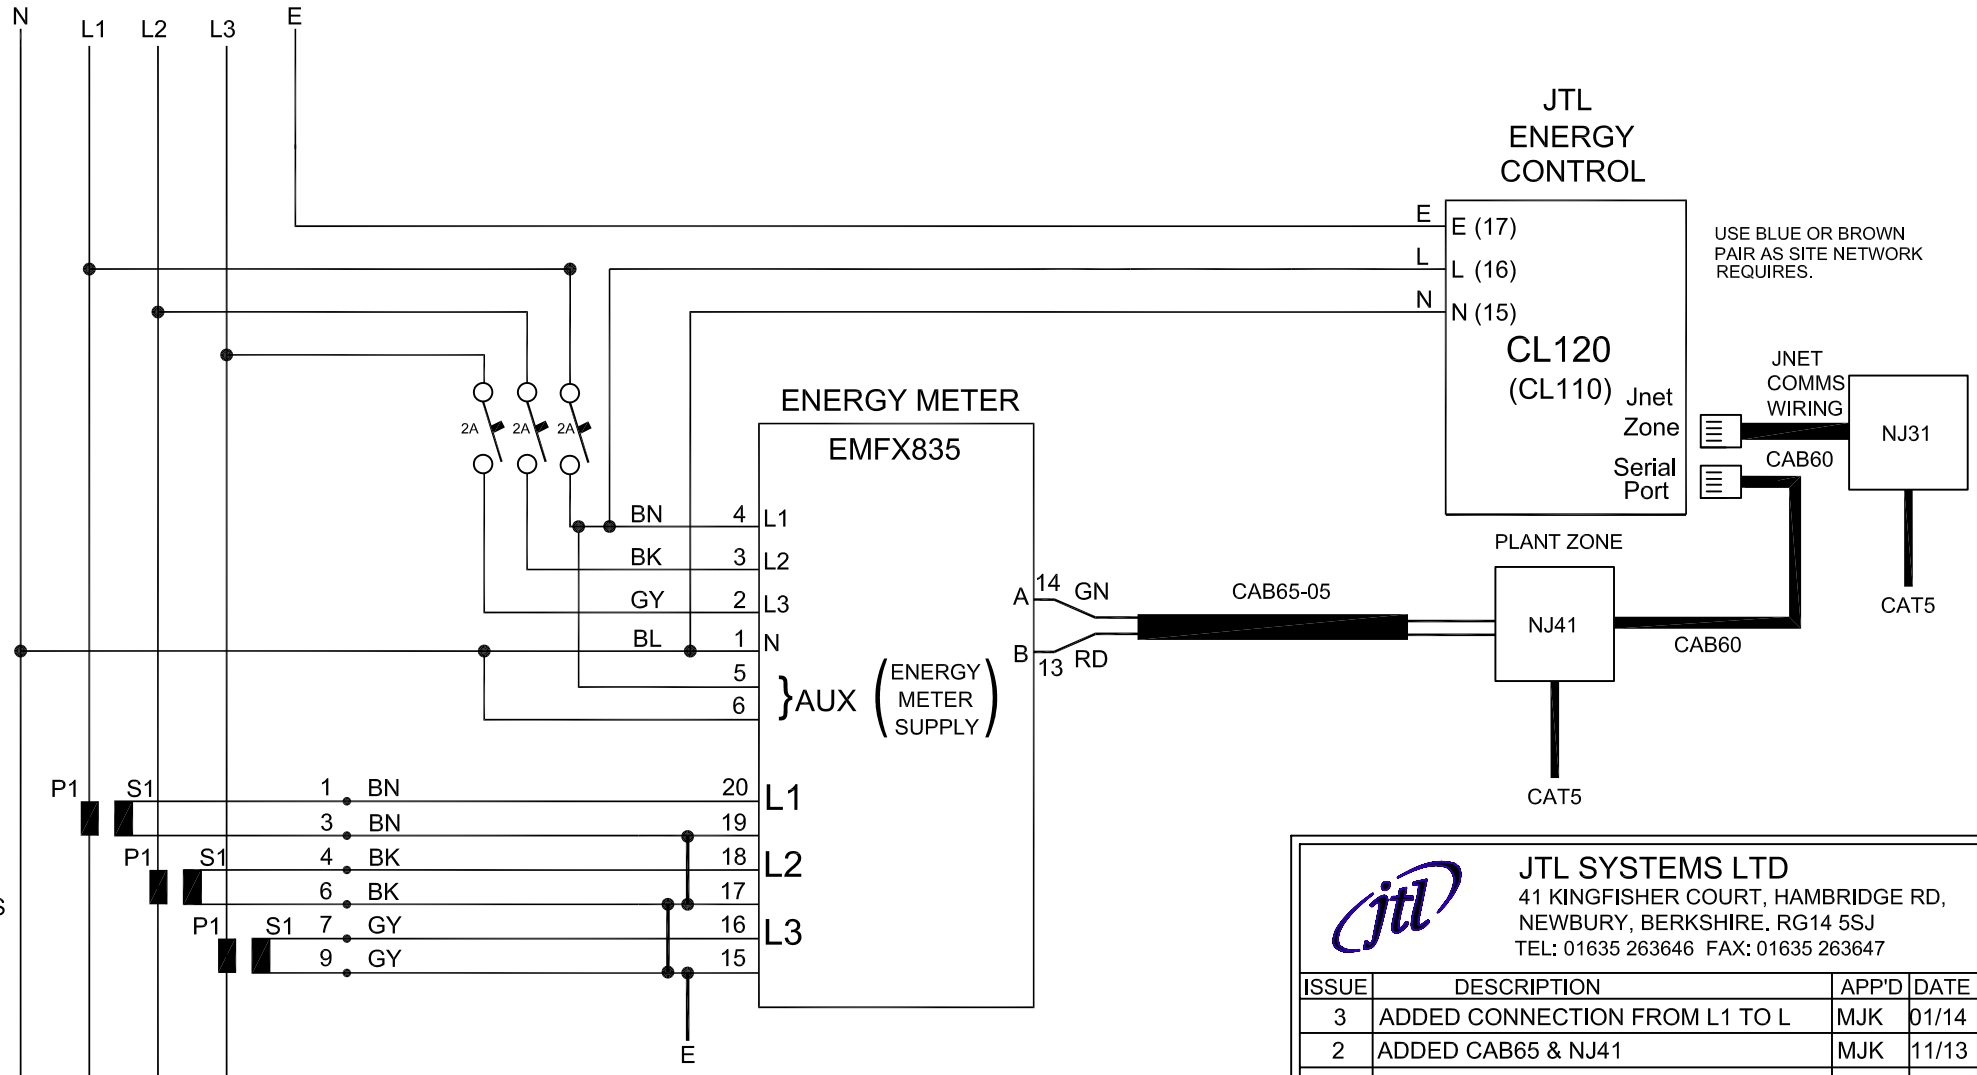 N
L1 L2 L3
E
JTL
ENERGY
CONTROL
E E (17)
L L (16)
N N (15)
CL120
(CL110)
Jnet
Zone
Serial
Port
USE BLUE OR BROWN
PAIR AS SITE NETWORK
REQUIRES.
JNET
COMMS
WIRING
CAB60
NJ31
CAT5
2A 2A 2A
ENERGY METER
EMFX835
BN 4 L1
BK 3 L2
GY 2 L3
BL 1 N
5
6
}AUX
(ENERGY
METER
SUPPLY)
A 14 GN
B 13 RD
CAB65-05
PLANT ZONE
NJ41
CAB60
CAT5
P1 S1 1 BN 20 L1
3 BN 19
P1 S1 4 BK 18 L2
6 BK 17
P1 S1 7 GY 16 L3
9 GY 15
E
S
jtl
JTL SYSTEMS LTD
41 KINGFISHER COURT, HAMBRIDGE RD,
NEWBURY, BERKSHIRE. RG14 5SJ
TEL: 01635 263646 FAX: 01635 263647
ISSUE DESCRIPTION APP'D DATE
3 ADDED CONNECTION FROM L1 TO L MJK 01/14
2 ADDED CAB65 & NJ41 MJK 11/13